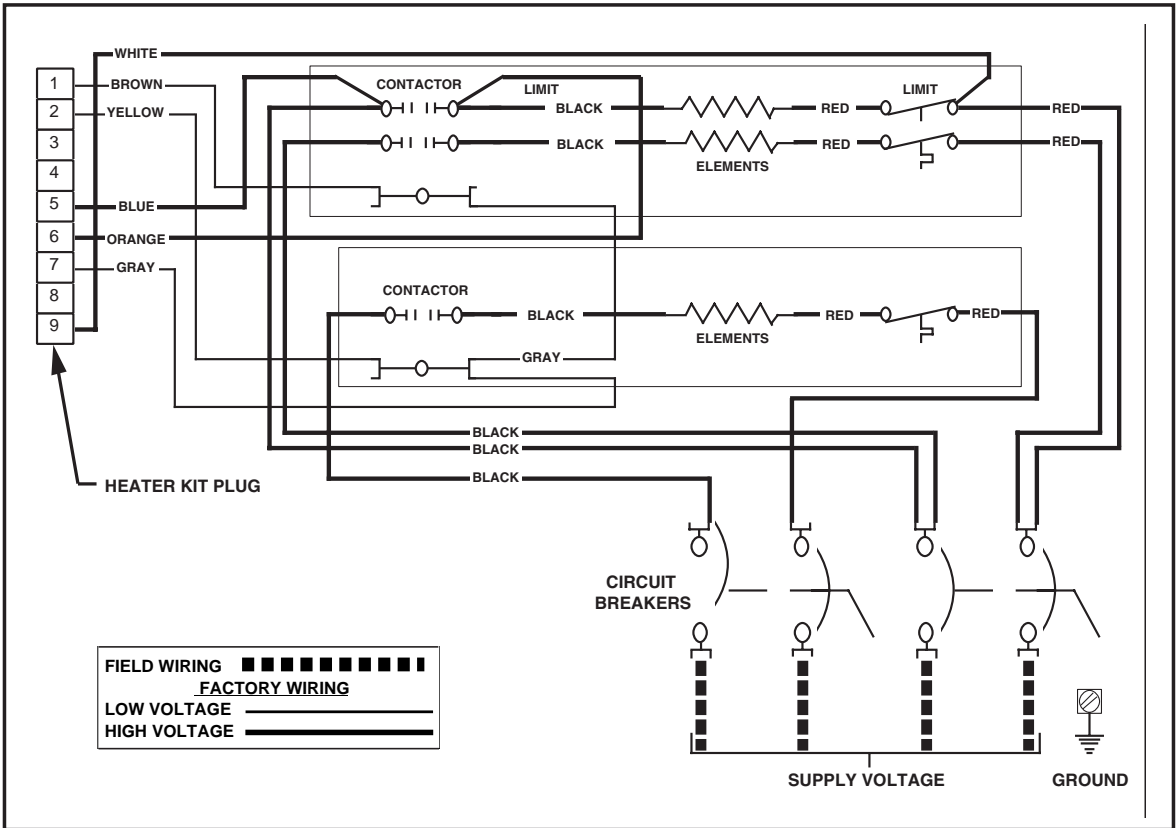 WHITE
1
BROWN
CONTACTOR
LIMIT
LIMIT
2
YELLOW
BLACK
RED
RED
3
BLACK
RED
RED
ELEMENTS
4
5
BLUE
6
ORANGE
7
GRAY
8
CONTACTOR
9
BLACK
RED
RED
ELEMENTS
GRAY
BLACK
BLACK
BLACK
HEATER KIT PLUG
CIRCUIT
BREAKERS
FIELD WIRING
FACTORY WIRING
LOW VOLTAGE
HIGH VOLTAGE
SUPPLY VOLTAGE
GROUND